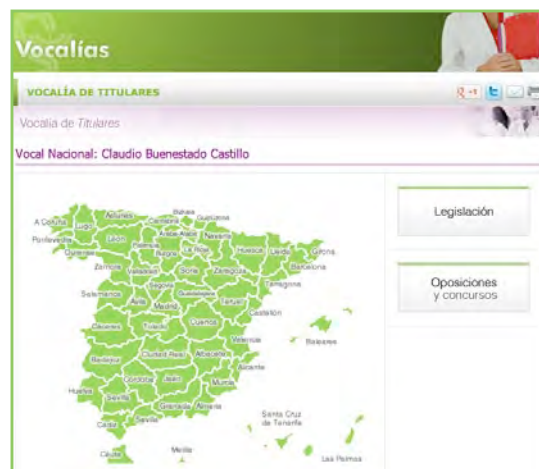 Vocalías
VOCALÍA DE TITULARES
Vocalía de Titulares
Vocal Nacional: Claudio Buenestado Castillo
Legislación
Oposiciones
y concursos
A Coruña
Lugo
Asturias
Cantabria
Bizkaia
Guipúzcoa
Pontevedra
Ourense
León
Palencia
Burgos
Araba-Álava
Navarra
La Rioja
Huesca
Lleida
Girona
Barcelona
Zamora
Valladolid
Soria
Zaragoza
Tarragona
Salamanca
Segovia
Ávila
Madrid
Guadalajara
Teruel
Castellón
Cáceres
Toledo
Cuenca
Valencia
Baleares
Badajoz
Ciudad Real
Albacete
Alicante
Huelva
Córdoba
Jaén
Murcia
Sevilla
Granada
Almería
Cádiz
Sevilla
Ceuta
Melilla
Santa Cruz
de Tenerife
Las Palmas